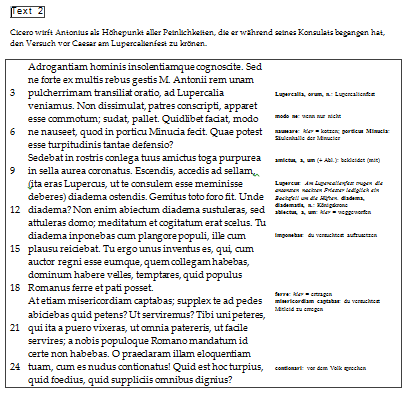 Text 2
Cicero wirft Antonius als Höhepunkt aller Peinlichkeiten, die er während seines Konsulats begangen hat,
den Versuch vor Caesar am Lupercalienfest zu krönen.
Adrogantiam hominis insolentiamque cognoscite. Sed
ne forte ex multis rebus gestis M. Antonii rem unam
3 pulcherrimam transiliat oratio, ad Lupercalia
Lupercalia, orum, n.: Lupercalienfest
veniamus. Non dissimulat, patres conscripti, apparet
esse commotum; sudat, pallet. Quidlibet faciat, modo
modo ne: wenn nur nicht
6 ne nauseet, quod in porticu Minucia fecit. Quae potest
nauseare: hier = kotzen; porticus Minucia:
Säulenhalle der Minucier
esse turpitudinis tantae defensio?
Sedebat in rostris conlega tuus amictus toga purpurea
amictus, a, um (+ Abl.): bekleidet (mit)
9 in sella aurea coronatus. Escendis, accedis ad sellam,
(ita eras Lupercus, ut te consulem esse meminisse
Lupercus: Am Lupercalienfest trugen die
ansonsten nackten Priester lediglich ein
deberes) diadema ostendis. Gemitus toto foro fit. Unde
Bocksfell um die Hüften. diadema,
12 diadema? Non enim abiectum diadema sustuleras, sed
diadematis, n.: Königskrone
abiectus, a, um: hier = weggeworfen
attuleras domo; meditatum et cogitatum erat scelus. Tu
diadema inponebas cum plangore populi, ille cum
imponebas: du versuchtest aufzusetzen
15 plausu reiciebat. Tu ergo unus inventus es, qui, cum
auctor regni esse eumque, quem collegam habebas,
dominum habere velles, temptares, quid populus
18 Romanus ferre et pati posset.
ferre: hier = ertragen
At etiam misericordiam captabas; supplex te ad pedes
misericordiam captabas: du versuchtest
Mitleid zu erregen
abiciebas quid petens? Ut serviremus? Tibi uni peteres,
21 qui ita a puero vixeras, ut omnia patereris, ut facile
servires; a nobis populoque Romano mandatum id
certe non habebas. O praeclaram illam eloquentiam
24 tuam, cum es nudus contionatus! Quid est hoc turpius,
contionari: vor dem Volk sprechen
quid foedius, quid suppliciis omnibus dignius?